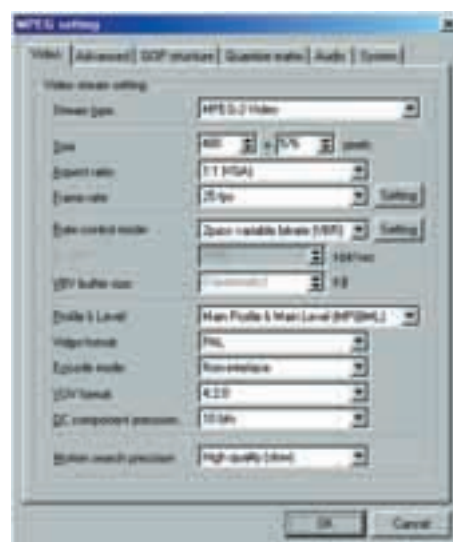 MPEG setting
Video Advanced GOP structure Quantize matrix Audio System
Video stream setting
Stream type MPEG-2 Video
Size 480 x 576 pixels
Aspect ratio 1:1 (VGA)
Frame rate 25 fps Setting
Rate control mode 2pass variable bitrate (VBR) Setting
kbit/sec
VBV buffer size KB
Profile & Level Main Profile & Main Level (MP@ML)
Video format PAL
Encode mode Non-interlace
YUV format 4:2:0
DC component precision 10 bits
Motion search precision High quality (slow)
OK Cancel